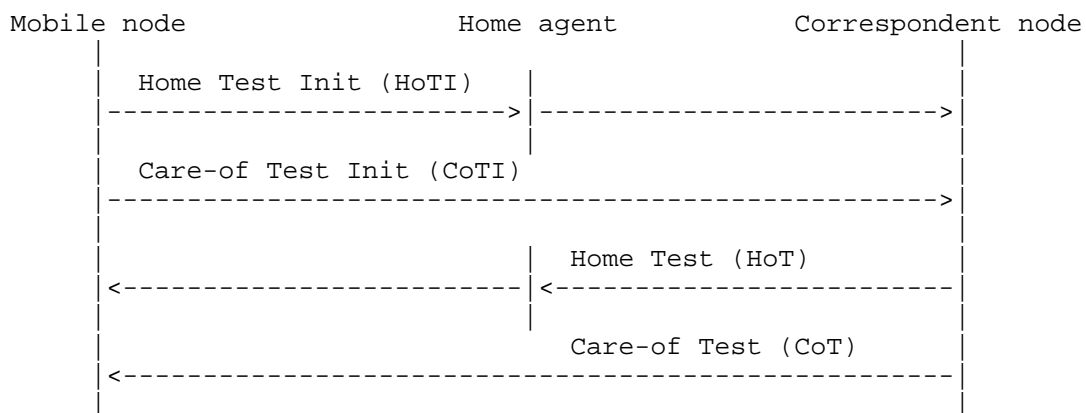 Mobile node Home agent Correspondent node
Home Test Init (HoTI)
Care-of Test Init (CoTI)
Home Test (HoT)
Care-of Test (CoT)